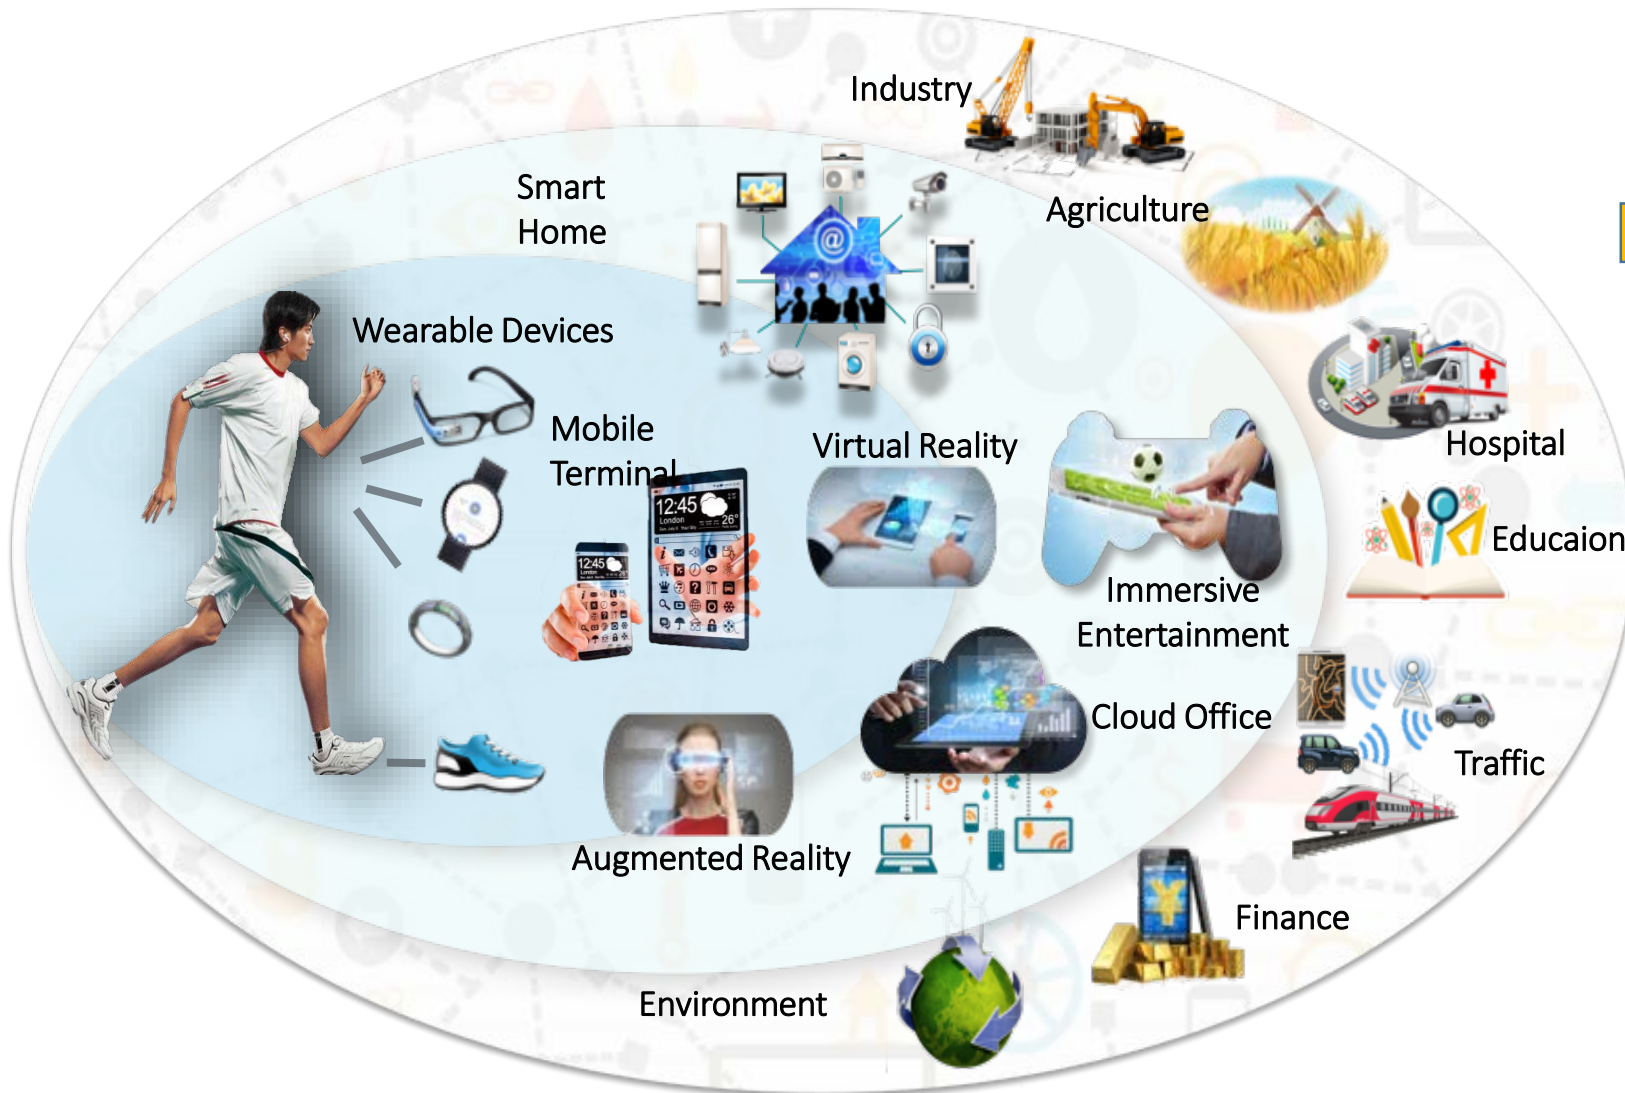 Industry
Smart
Home
Agriculture
Wearable Devices
Mobile
Terminal
Virtual Reality
Hospital
12:45
London
26°
12:45
London
Educaion
Immersive
Entertainment
Cloud Office
Traffic
Augmented Reality
Finance
Environment